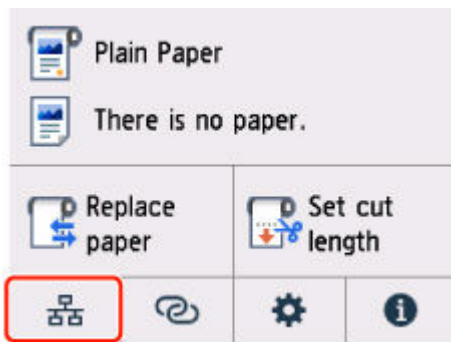 Plain Paper
There is no paper.
Replace
paper
Set cut
length